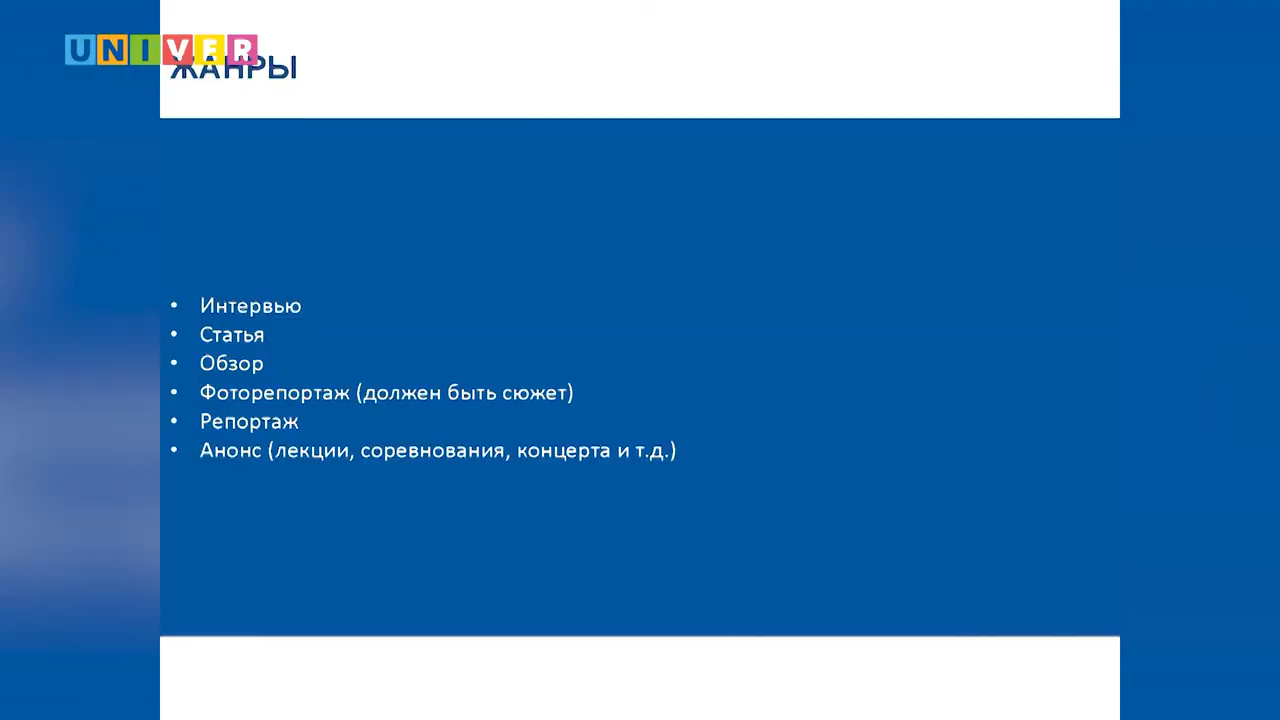 UNIVER
ЖАНРЫ
• Интервью
• Статья
• Обзор
• Фоторепортаж (должен быть сюжет)
• Репортаж
• Анонс (лекции, соревнования, концерта и т.д.)